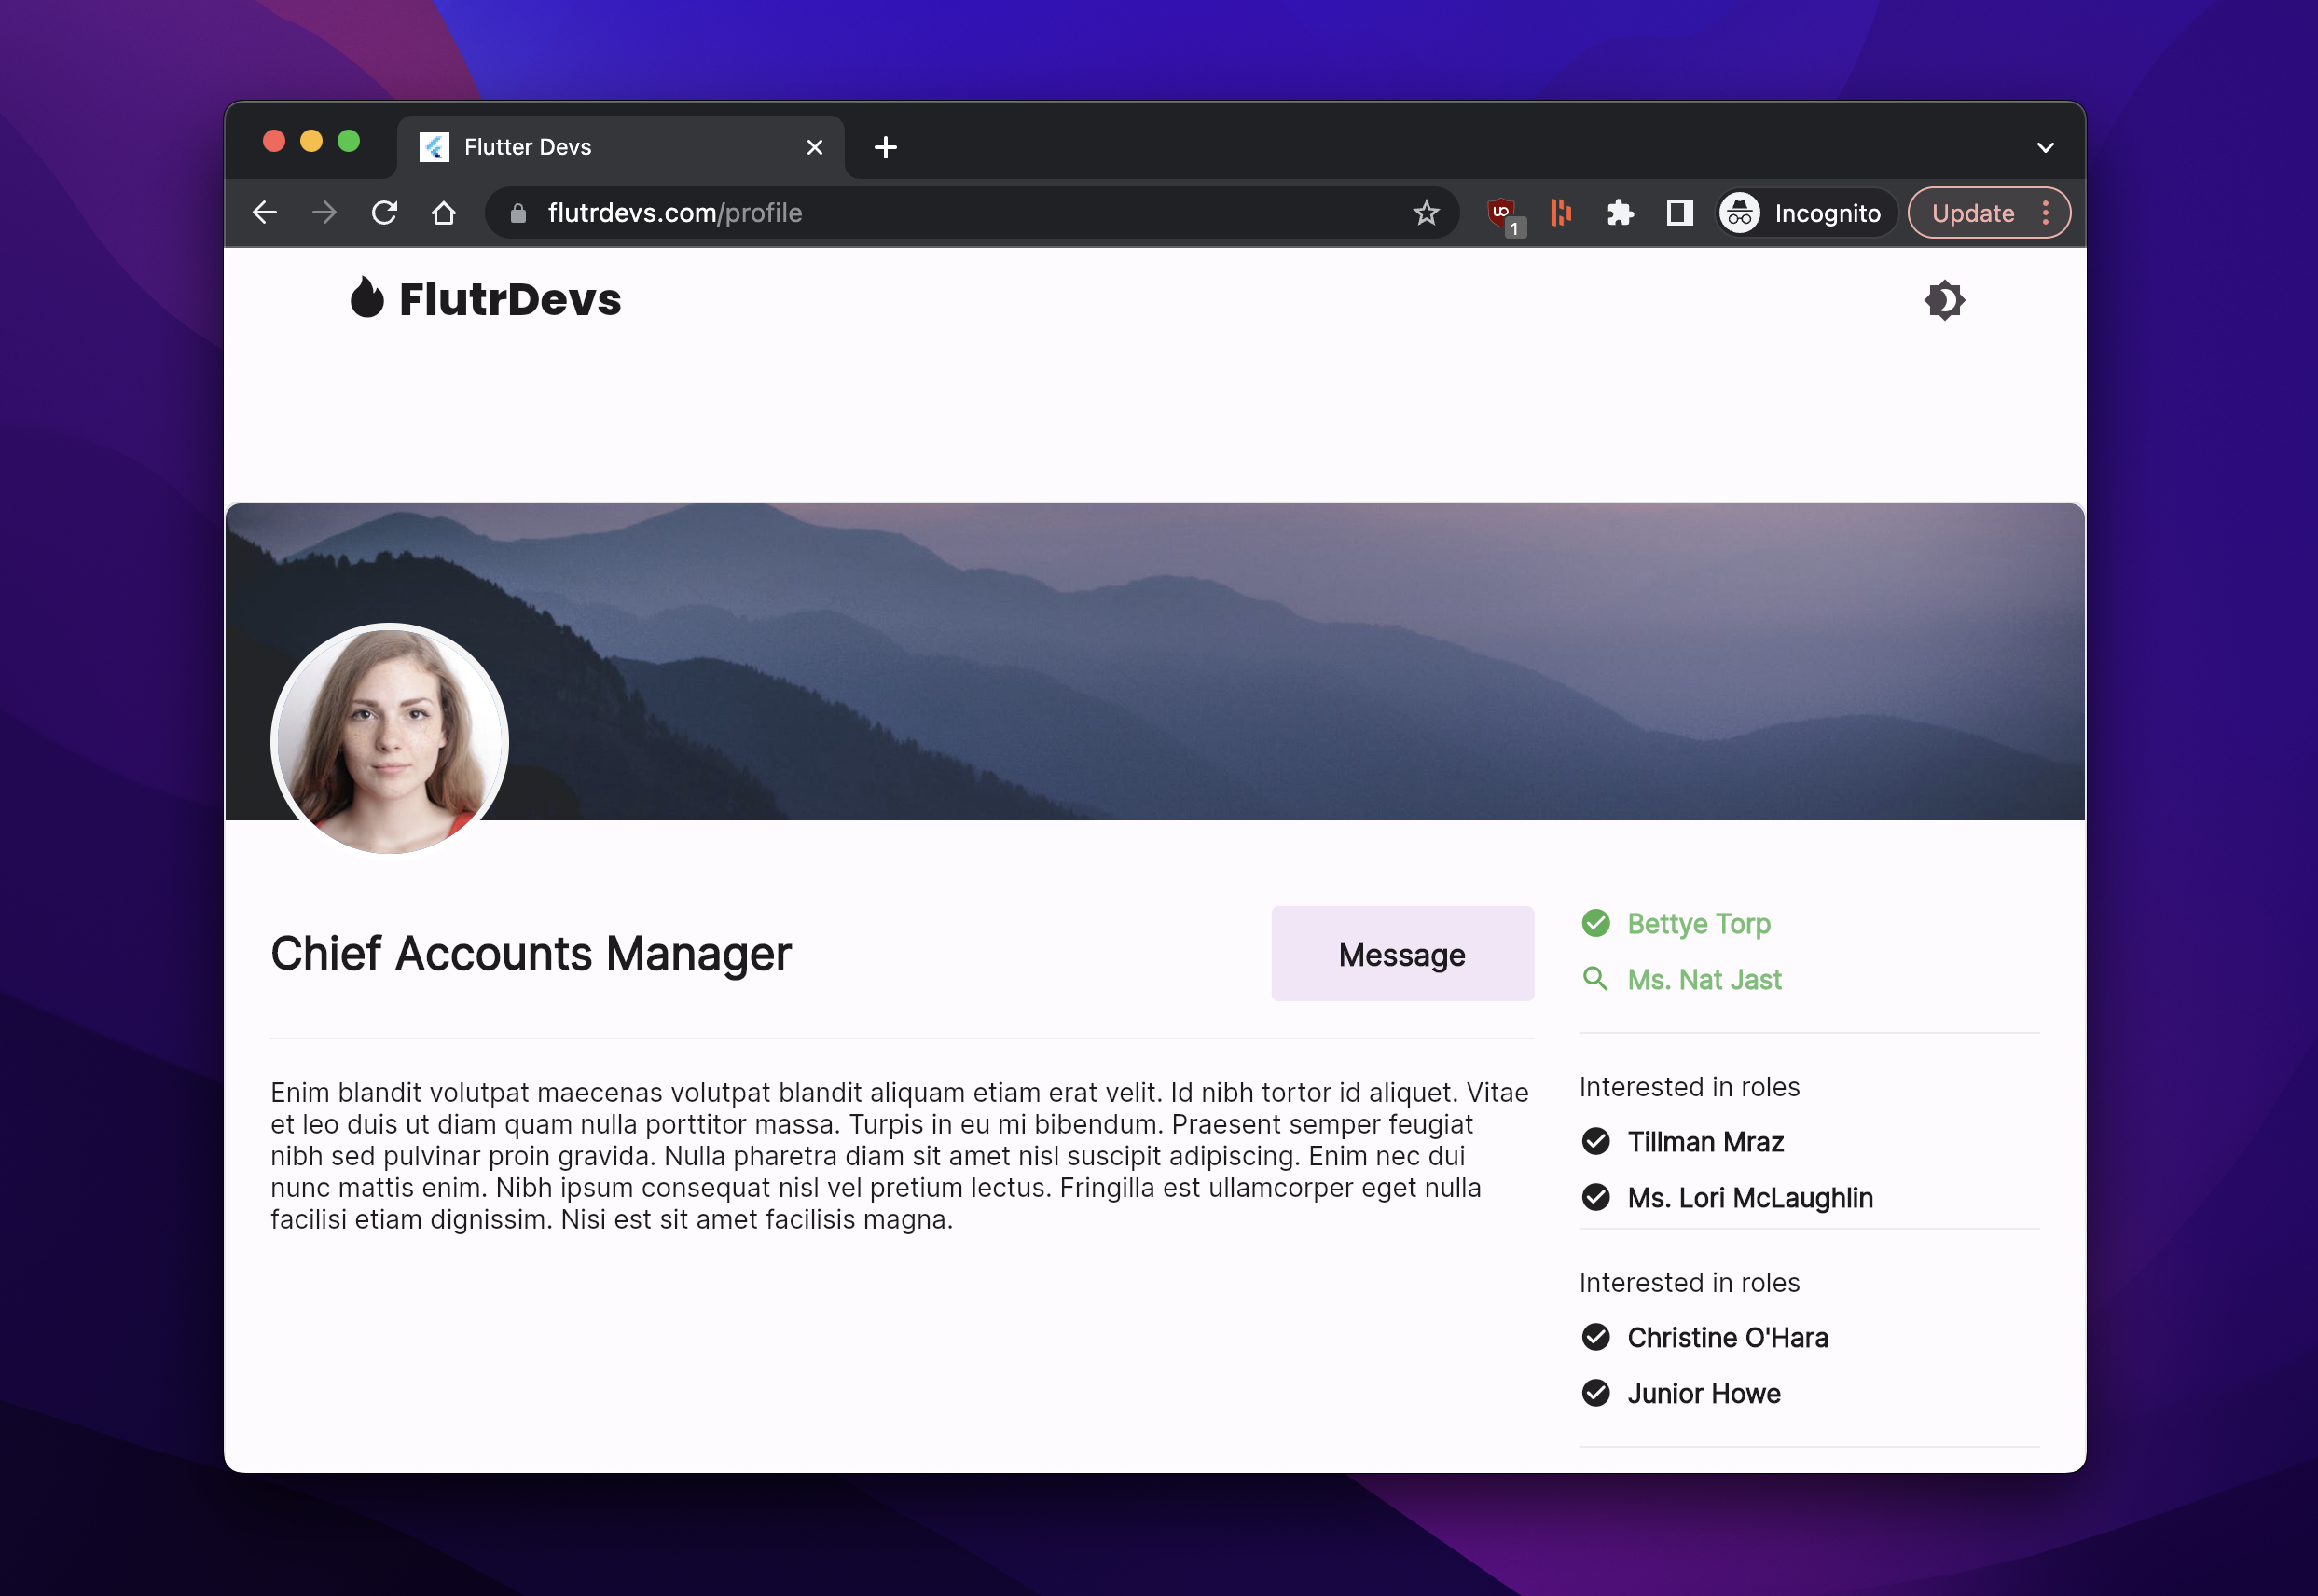 Flutter Devs
flutrdevs.com/profile
1
Incognito
Update
FlutrDevs
Chief Accounts Manager
Message
Enim blandit volutpat maecenas volutpat blandit aliquam etiam erat velit. Id nibh tortor id aliquet. Vitae
et leo duis ut diam quam nulla porttitor massa. Turpis in eu mi bibendum. Praesent semper feugiat
nibh sed pulvinar proin gravida. Nulla pharetra diam sit amet nisl suscipit adipiscing. Enim nec dui
nunc mattis enim. Nibh ipsum consequat nisl vel pretium lectus. Fringilla est ullamcorper eget nulla
facilisi etiam dignissim. Nisi est sit amet facilisis magna.
Bettye Torp
Ms. Nat Jast
Interested in roles
Tillman Mraz
Ms. Lori McLaughlin
Interested in roles
Christine O'Hara
Junior Howe